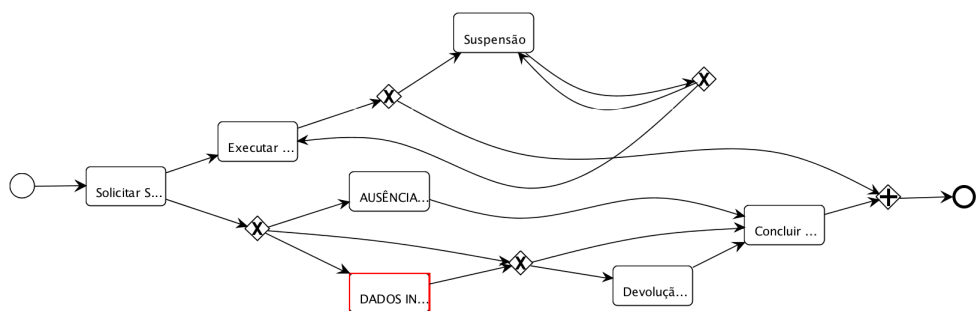 Suspensão
Executar ...
Solicitar S...
AUSÊNCIA...
Concluir ...
DADOS IN...
Devoluçã...